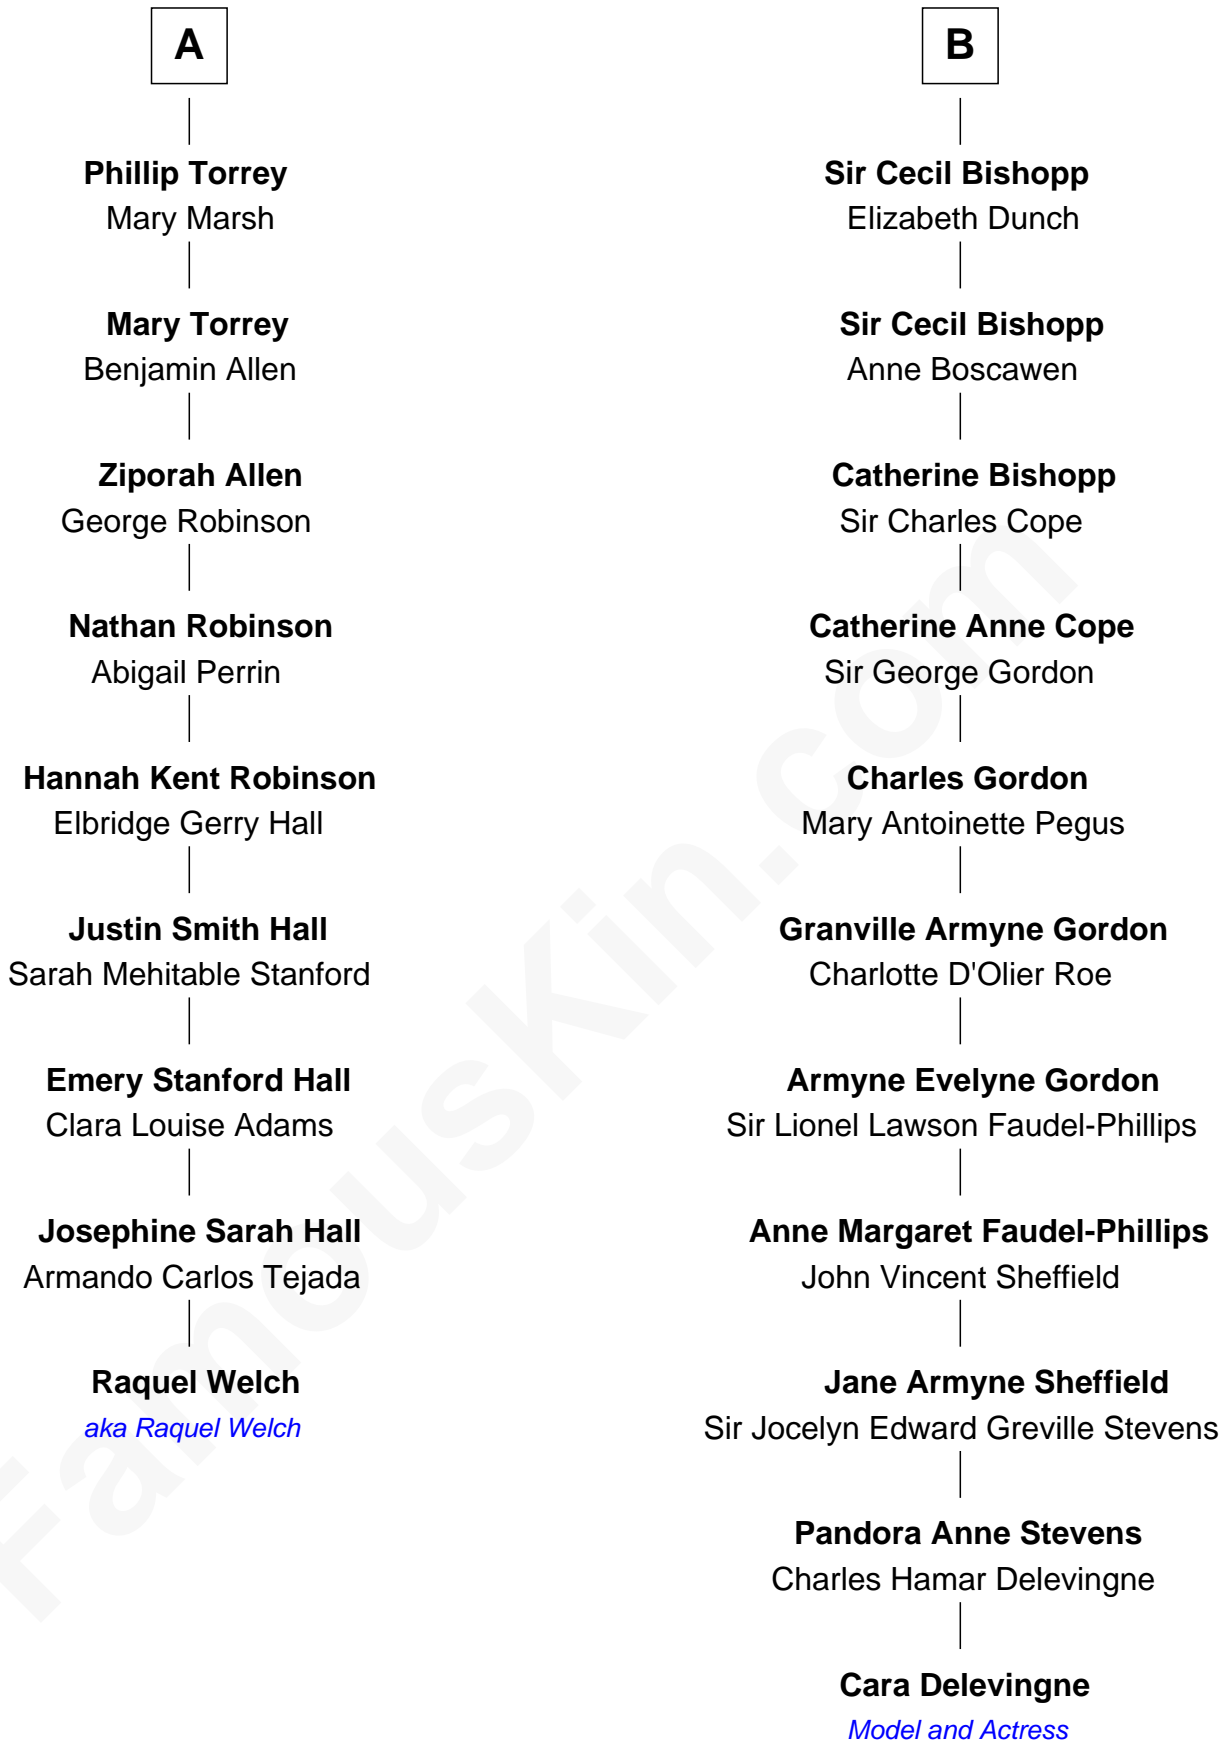 A
Phillip Torrey
Mary Marsh
Mary Torrey
Benjamin Allen
Ziporah Allen
George Robinson
Nathan Robinson
Abigail Perrin
Hannah Kent Robinson
Elbridge Gerry Hall
Justin Smith Hall
Sarah Mehitable Stanford
Emery Stanford Hall
Clara Louise Adams
Josephine Sarah Hall
Armando Carlos Tejada
Raquel Welch
aka Raquel Welch
B
Sir Cecil Bishopp
Elizabeth Dunch
Sir Cecil Bishopp
Anne Boscawen
Catherine Bishopp
Sir Charles Cope
Catherine Anne Cope
Sir George Gordon
Charles Gordon
Mary Antoinette Pegus
Granville Armyne Gordon
Charlotte D'Olier Roe
Armyne Evelyne Gordon
Sir Lionel Lawson Faudel-Phillips
Anne Margaret Faudel-Phillips
John Vincent Sheffield
Jane Armyne Sheffield
Sir Jocelyn Edward Greville Stevens
Pandora Anne Stevens
Charles Hamar Delevingne
Cara Delevingne
Model and Actress
FamousKin.com